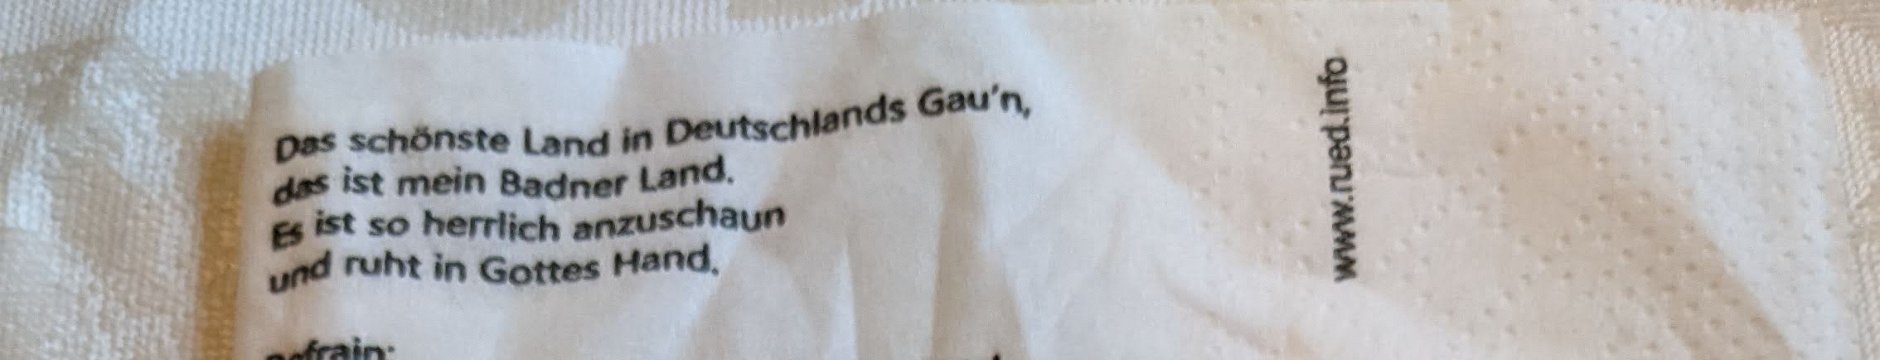 Das schönste Land in Deutschlands Gau'n,
das ist mein Badner Land.
Es ist so herrlich anzuschaun
und ruht in Gottes Hand.
www.rued.info